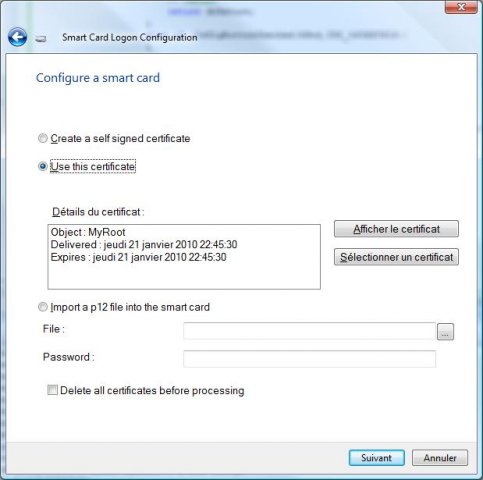 Smart Card Logon Configuration
Configure a smart card
Create a self signed certificate
Use this certificate
Détails du certificat :
Object : MyRoot
Delivered : jeudi 21 janvier 2010 22:45:30
Expires : jeudi 21 janvier 2010 22:45:30
Afficher le certificat
Sélectionner un certificat
Import a p12 file into the smart card
File :
...
Password :
Delete all certificates before processing
Suivant
Annuler